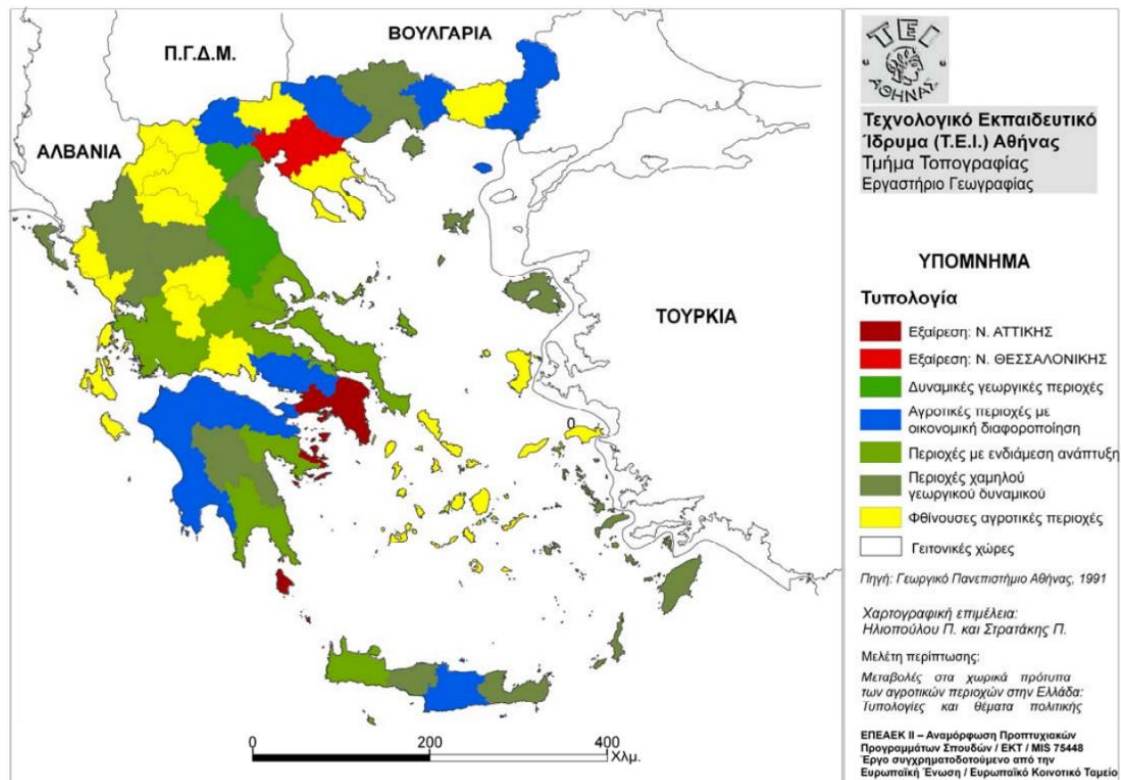 Π.Γ.Δ.Μ.
ΒΟΥΛΓΑΡΙΑ
ΑΛΒΑΝΙΑ
ΤΟΥΡΚΙΑ
0
0
200
400
Χλμ.
ΤΕΙ
ΑΘΗΝΑΣ
Τεχνολογικό Εκπαιδευτικό
Ίδρυμα (Τ.Ε.Ι.) Αθήνας
Τμήμα Τοπογραφίας
Εργαστήριο Γεωγραφίας
ΥΠΟΜΝΗΜΑ
Τυπολογία
Εξαίρεση: Ν. ΑΤΤΙΚΗΣ
Εξαίρεση: Ν. ΘΕΣΣΑΛΟΝΙΚΗΣ
Δυναμικές γεωργικές περιοχές
Αγροτικές περιοχές με
οικονομική διαφοροποίηση
Περιοχές με ενδιάμεση ανάπτυξη
Περιοχές χαμηλού
γεωργικού δυναμικού
Φθίνουσες αγροτικές περιοχές
Γειτονικές χώρες
Πηγή: Γεωργικό Πανεπιστήμιο Αθήνας, 1991
Χαρτογραφική επιμέλεια:
Ηλιοπούλου Π. και Στρατάκης Π.
Μελέτη περίπτωσης:
Μεταβολές στα χωρικά πρότυπα
των αγροτικών περιοχών στην Ελλάδα:
Τυπολογίες και θέματα πολιτικής
ΕΠΕΑΕΚ ΙΙ – Αναμόρφωση Προπτυχιακών
Προγραμμάτων Σπουδών / ΕΚΤ / MIS 75448
Έργο συγχρηματοδοτούμενο από την
Ευρωπαϊκή Ένωση / Ευρωπαϊκό Κοινοτικό Ταμείο